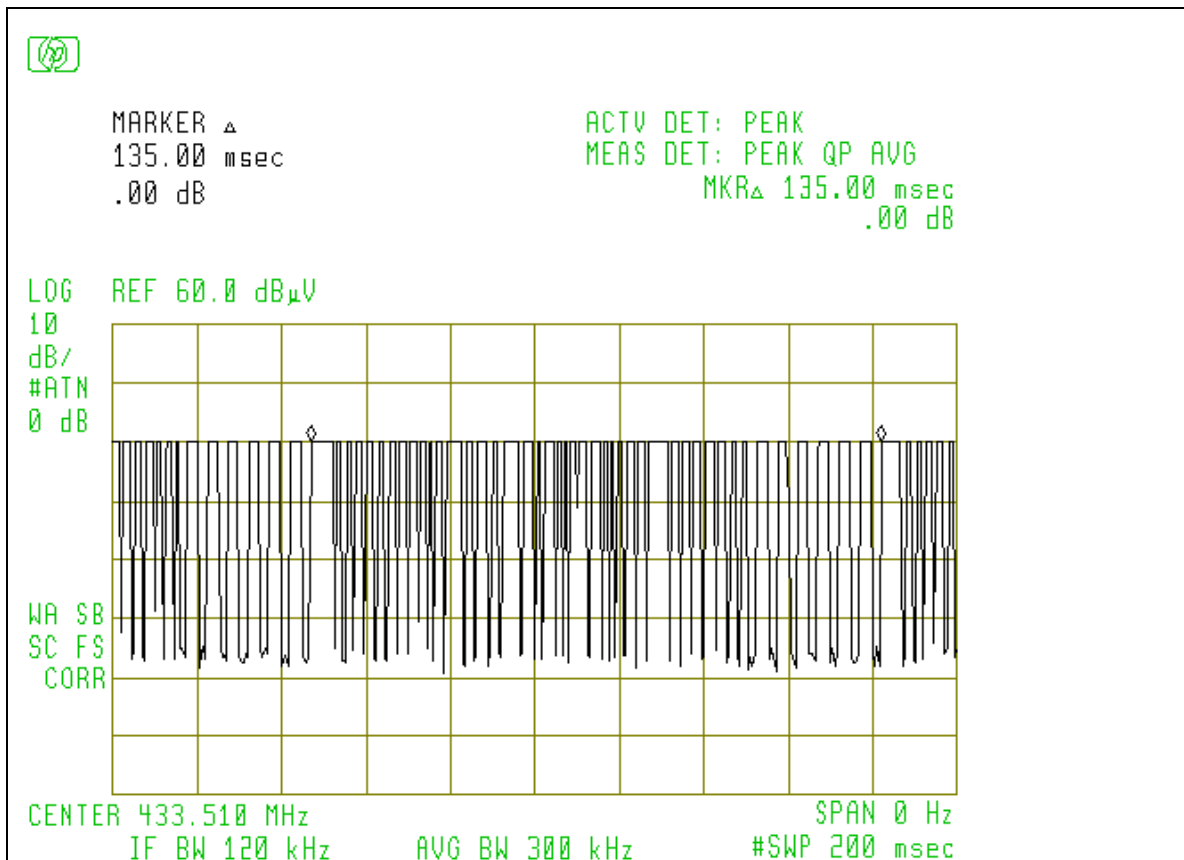 hp
MARKER Δ
135.00 msec
.00 dB
ACTV DET: PEAK
MEAS DET: PEAK QP AVG
MKRΔ 135.00 msec
.00 dB
LOG REF 60.0 dBµV
10
dB/
#ATN
0 dB
WA SB
SC FS
CORR
CENTER 433.510 MHz SPAN 0 Hz
IF BW 120 kHz AVG BW 300 kHz #SWP 200 msec